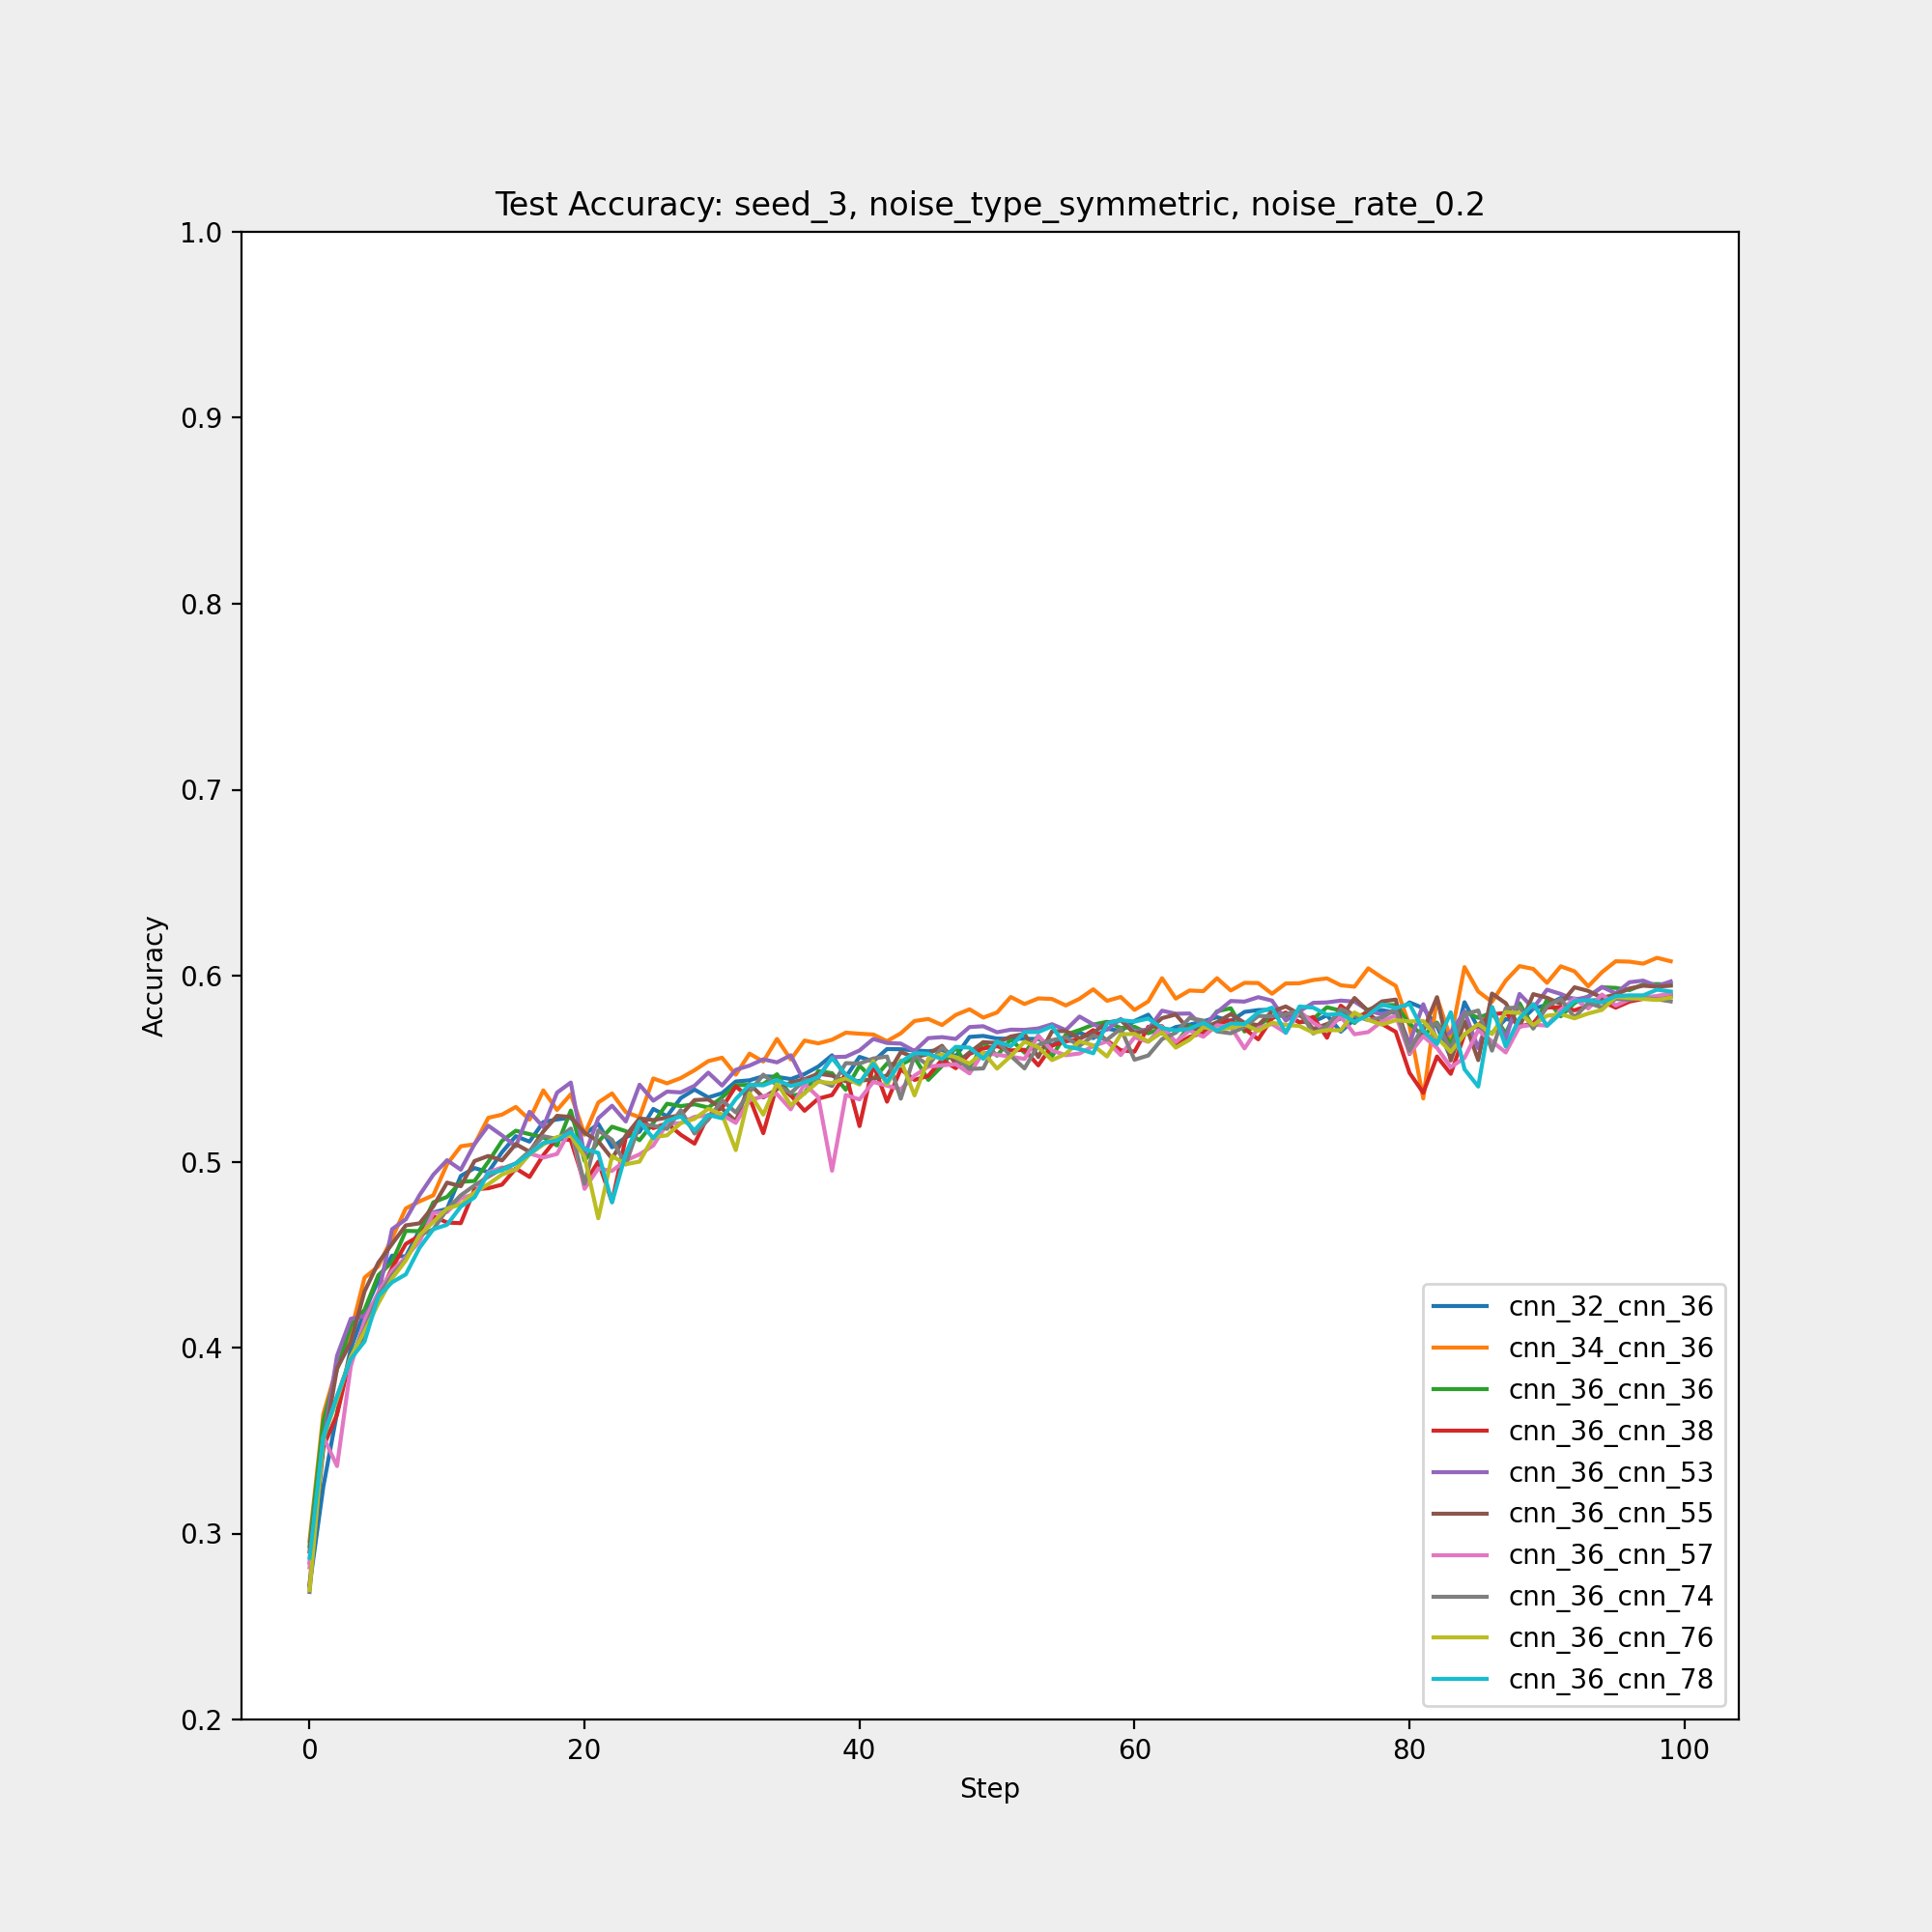 Test Accuracy: seed_3, noise_type_symmetric, noise_rate_0.2
1.0
0.9
0.8
0.7
0.6
0.5
0.4
0.3
0.2
Accuracy
0 20 40 60 80 100
Step
cnn_32_cnn_36
cnn_34_cnn_36
cnn_36_cnn_36
cnn_36_cnn_38
cnn_36_cnn_53
cnn_36_cnn_55
cnn_36_cnn_57
cnn_36_cnn_74
cnn_36_cnn_76
cnn_36_cnn_78